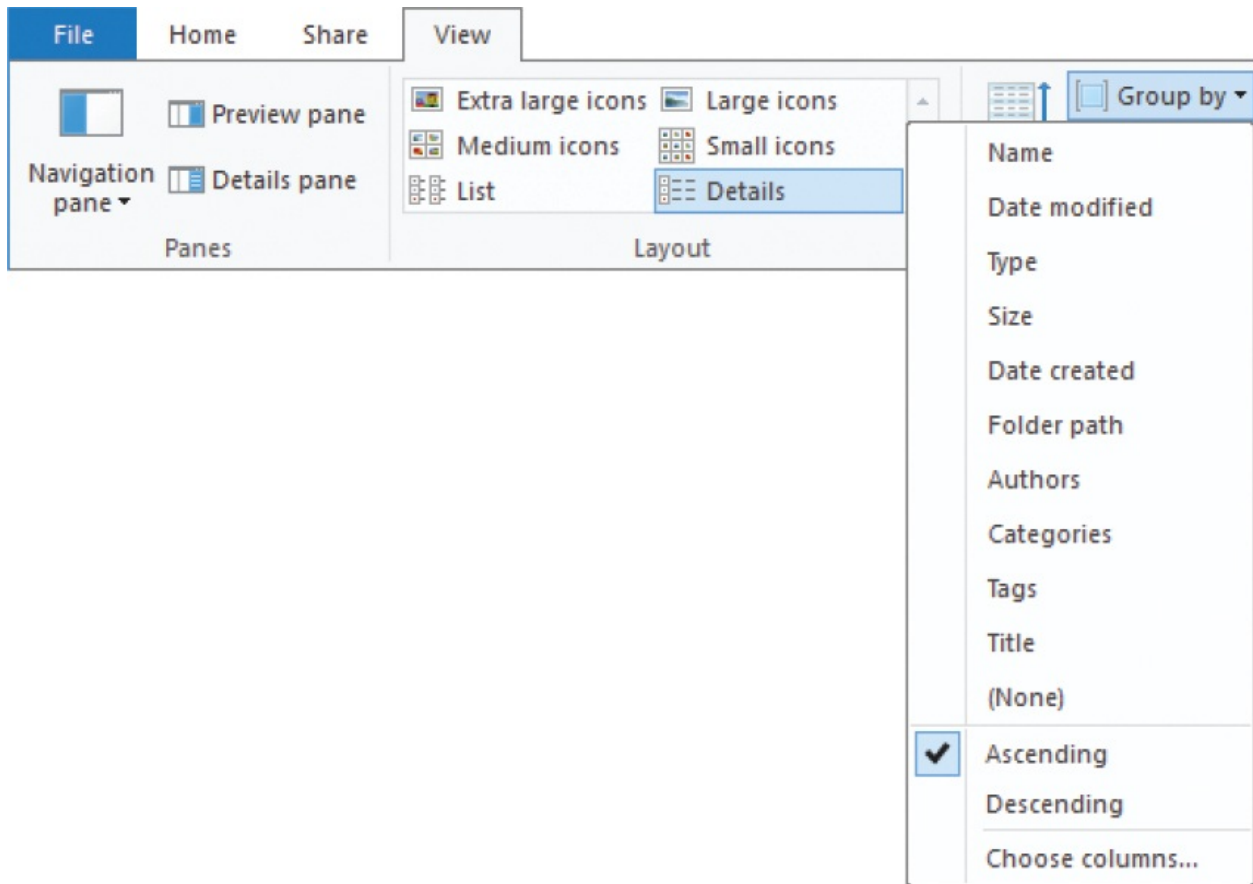 File Home Share View
Navigation
pane
Preview pane
Details pane
Panes
Extra large icons Large icons
Medium icons Small icons
List Details
Layout
Group by
Name
Date modified
Type
Size
Date created
Folder path
Authors
Categories
Tags
Title
(None)
Ascending
Descending
Choose columns...